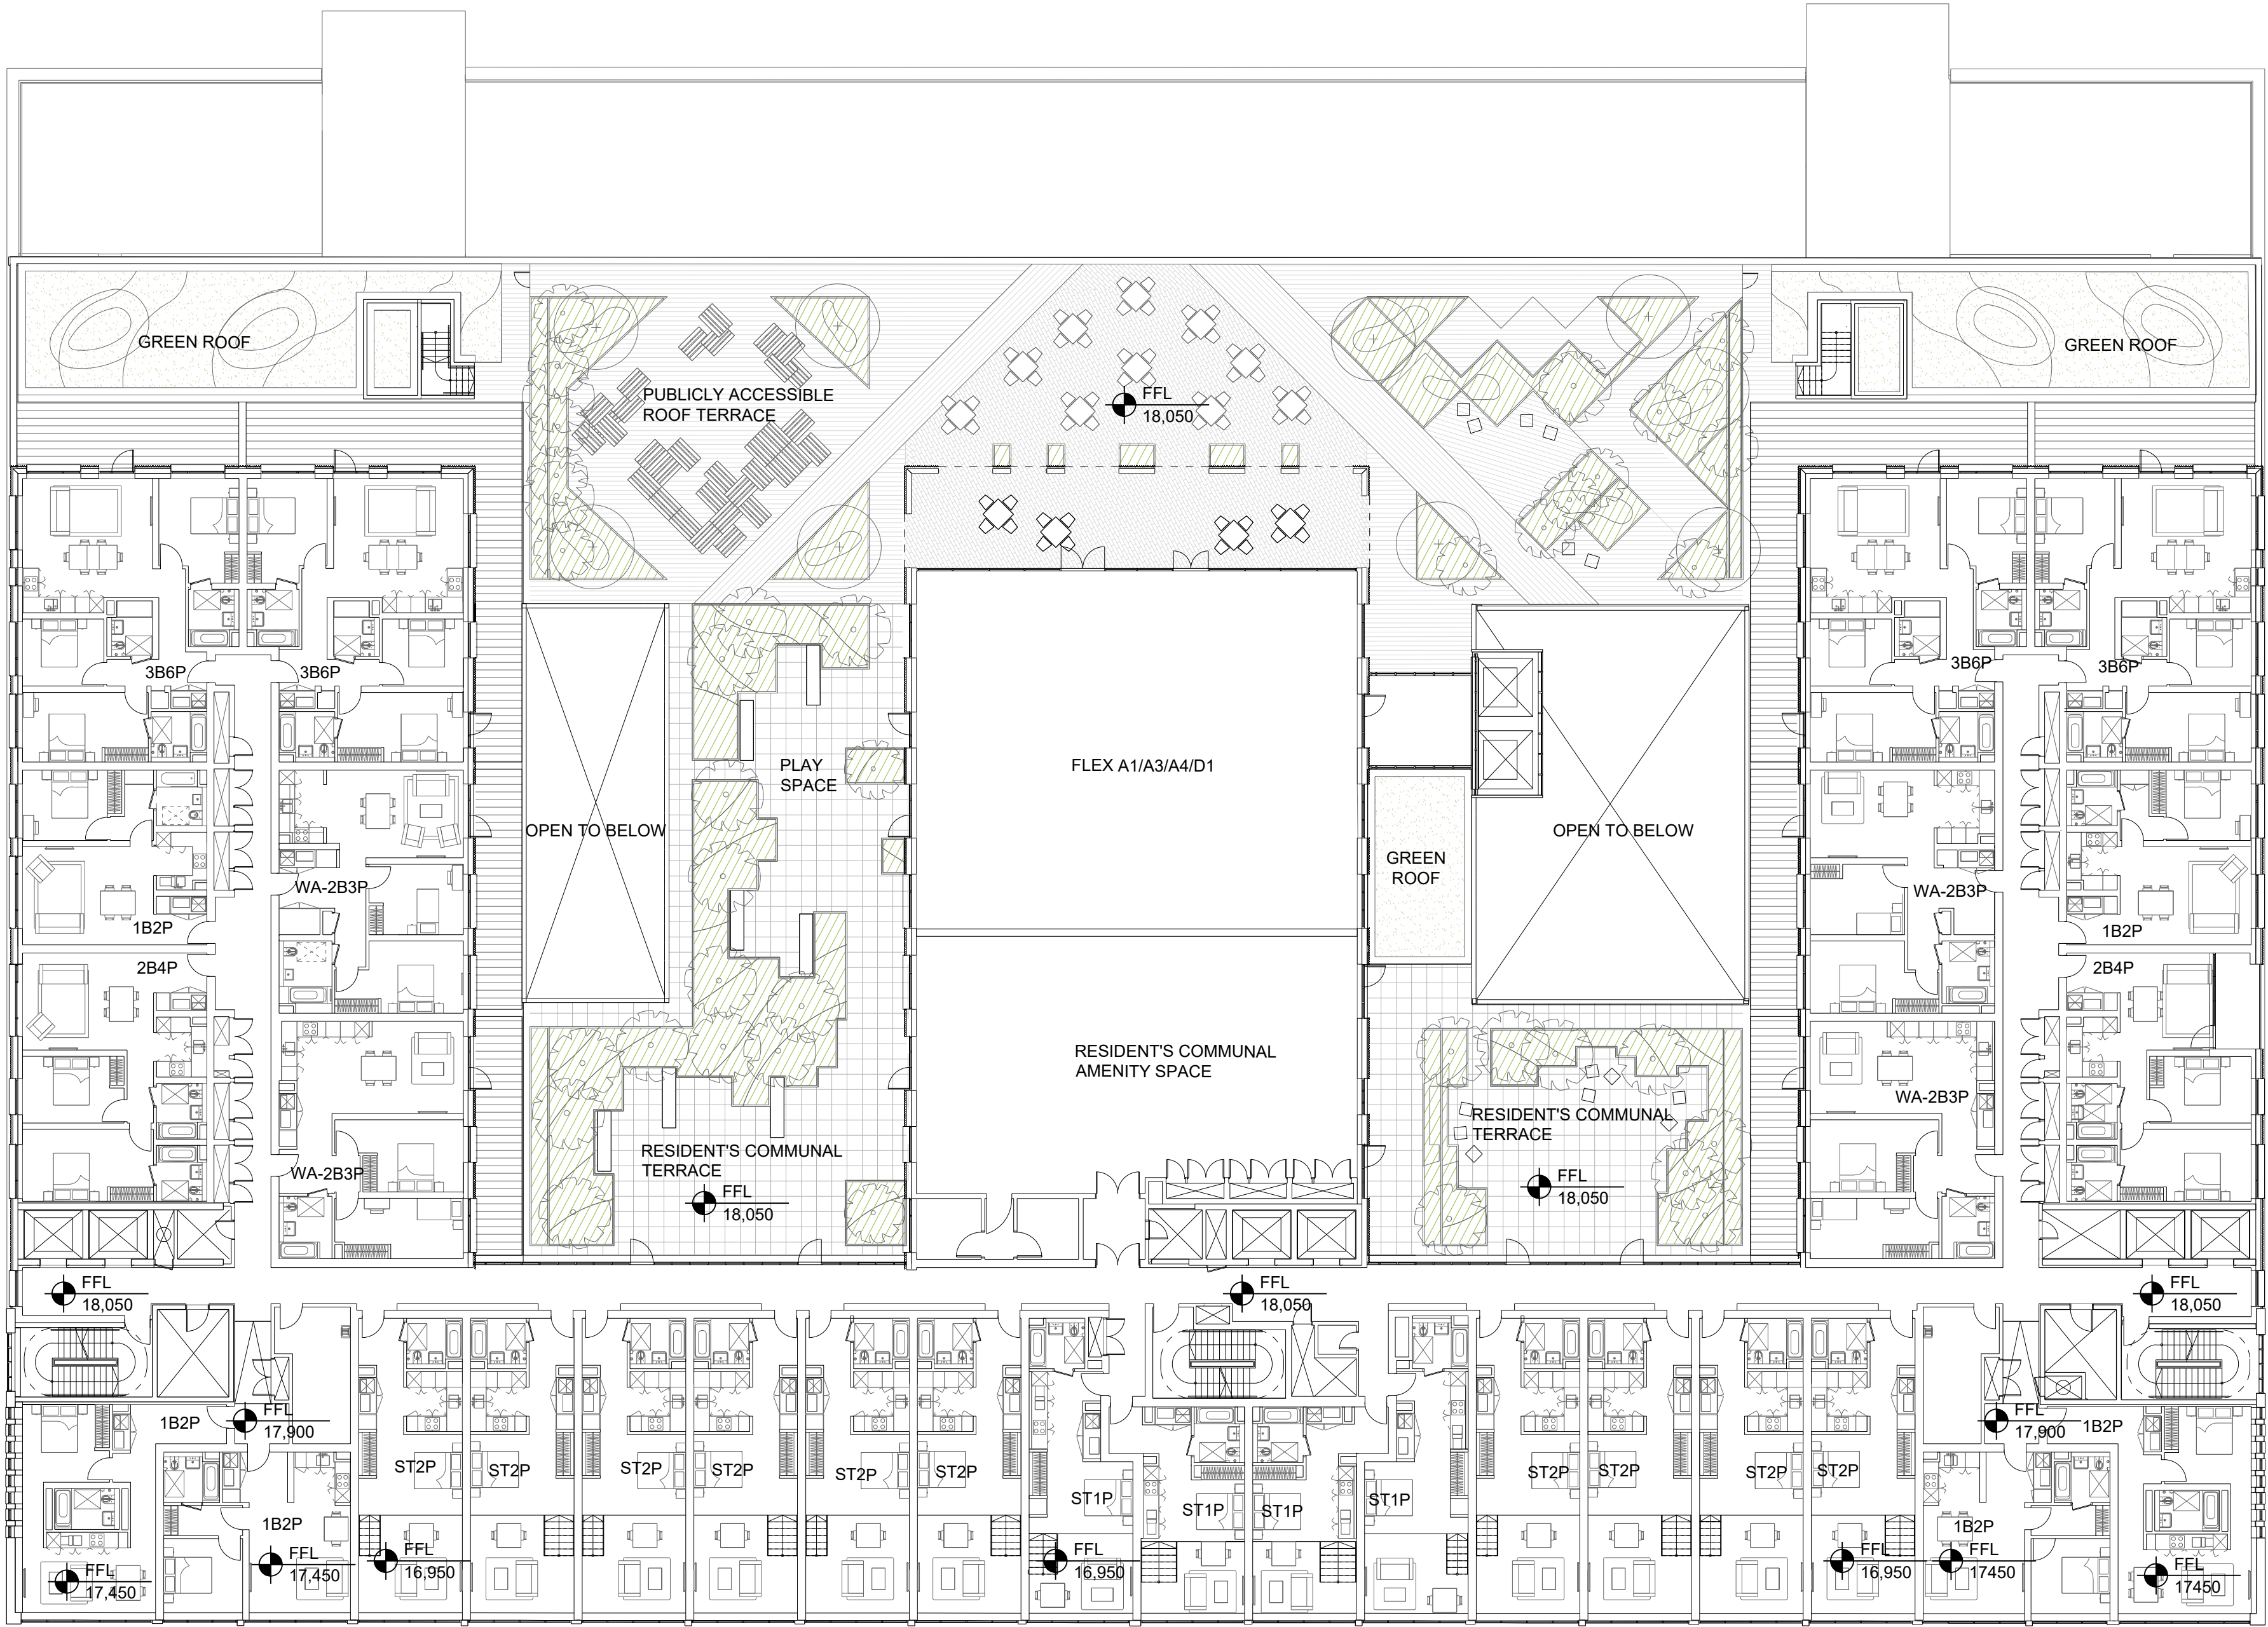 GREEN ROOF
GREEN ROOF
PUBLICLY ACCESSIBLE
ROOF TERRACE
FFL
18,050
3B6P
3B6P
3B6P
3B6P
PLAY
SPACE
FLEX A1/A3/A4/D1
OPEN TO BELOW
OPEN TO BELOW
GREEN
ROOF
WA-2B3P
WA-2B3P
1B2P
1B2P
2B4P
2B4P
RESIDENT'S COMMUNAL
AMENITY SPACE
WA-2B3P
RESIDENT'S COMMUNAL
TERRACE
RESIDENT'S COMMUNAL
TERRACE
WA-2B3P
FFL
18,050
FFL
18,050
FFL
18,050
FFL
18,050
FFL
18,050
1B2P
FFL
17,900
FFL
17,900
1B2P
ST2P
ST2P
ST2P
ST2P
ST2P
ST2P
ST1P
ST1P
ST1P
ST1P
ST2P
ST2P
ST2P
ST2P
1B2P
1B2P
FFL
17,450
FFL
17,450
FFL
16,950
FFL
16,950
FFL
16,950
FFL
17450
FFL
17450